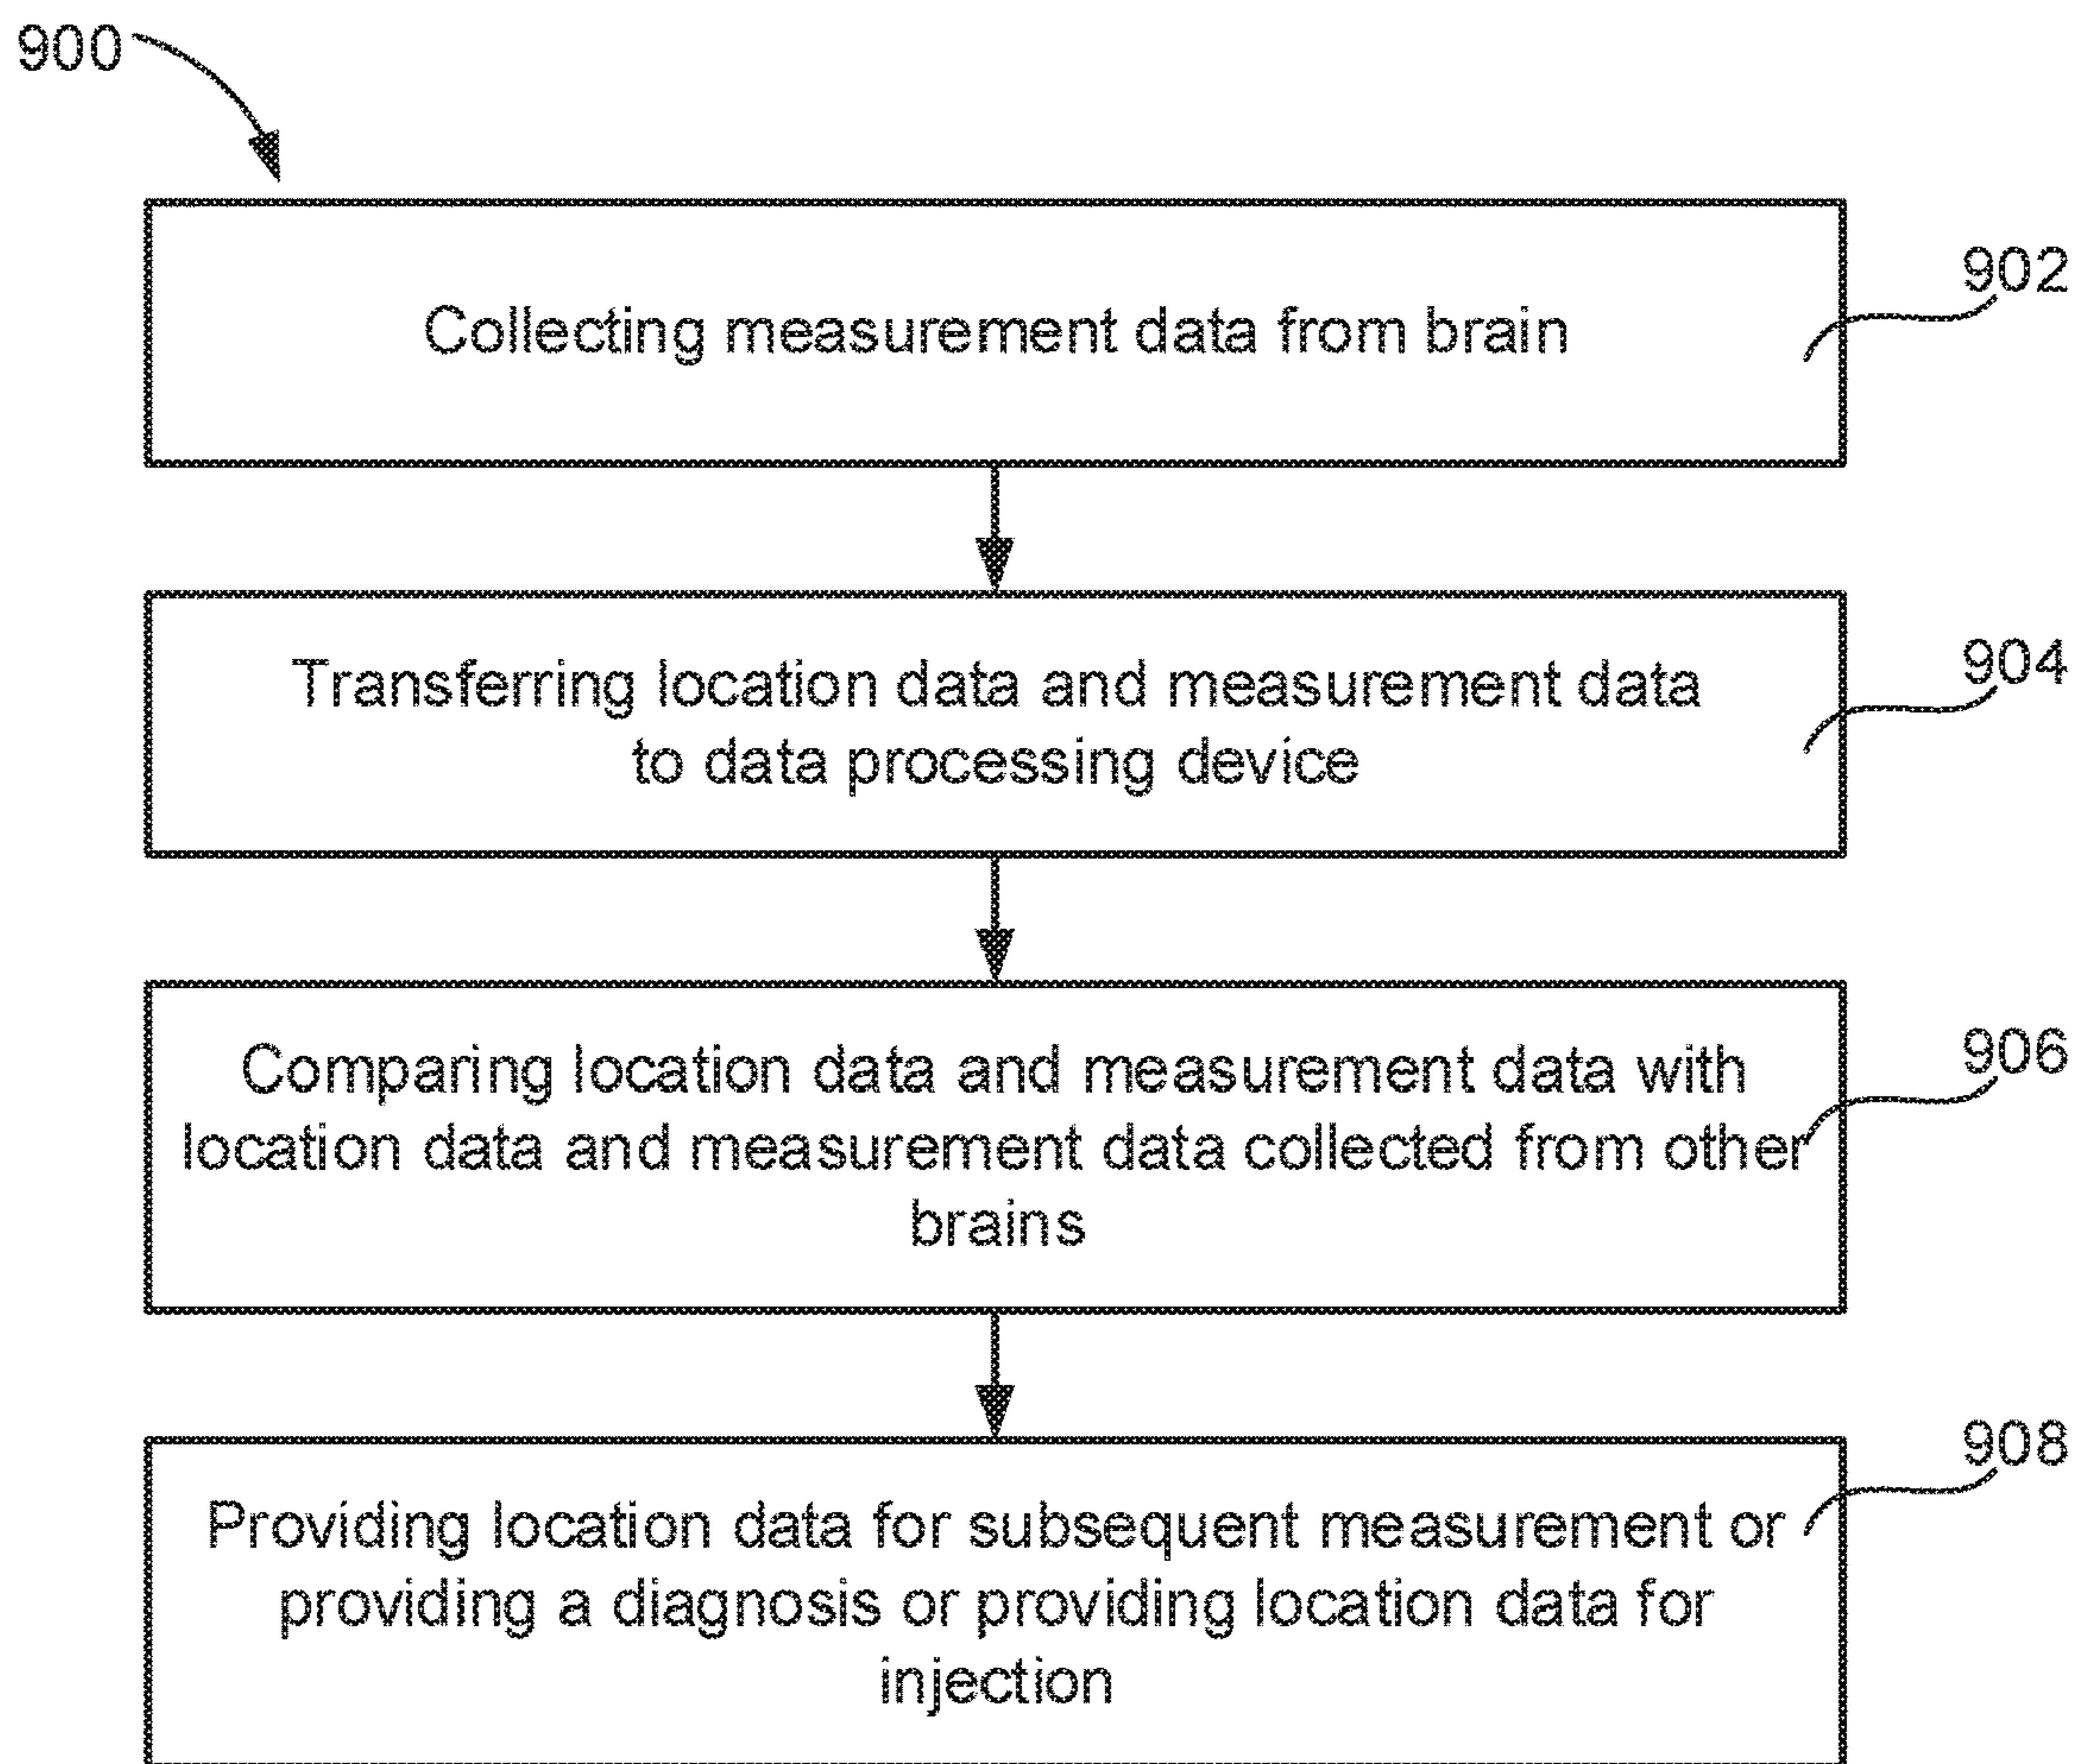 900
902
Collecting measurement data from brain
904
Transferring location data and measurement data
to data processing device
906
Comparing location data and measurement data with
location data and measurement data collected from other
brains
908
Providing location data for subsequent measurement or
providing a diagnosis or providing location data for
injection